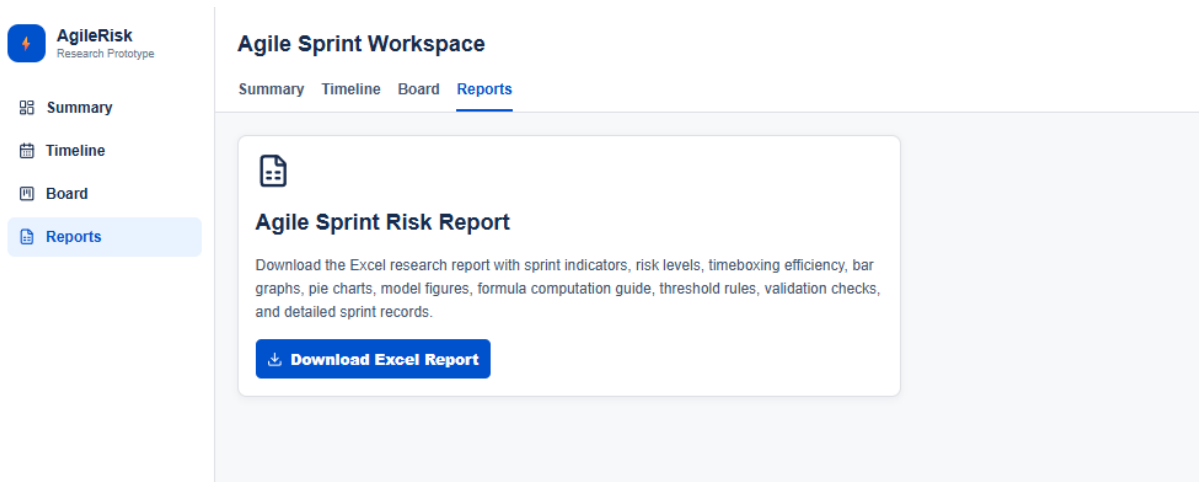 AgileRisk
Research Prototype
Summary
Timeline
Board
Reports
Agile Sprint Workspace
Summary Timeline Board Reports
Agile Sprint Risk Report
Download the Excel research report with sprint indicators, risk levels, timeboxing efficiency, bar
graphs, pie charts, model figures, formula computation guide, threshold rules, validation checks,
and detailed sprint records.
Download Excel Report